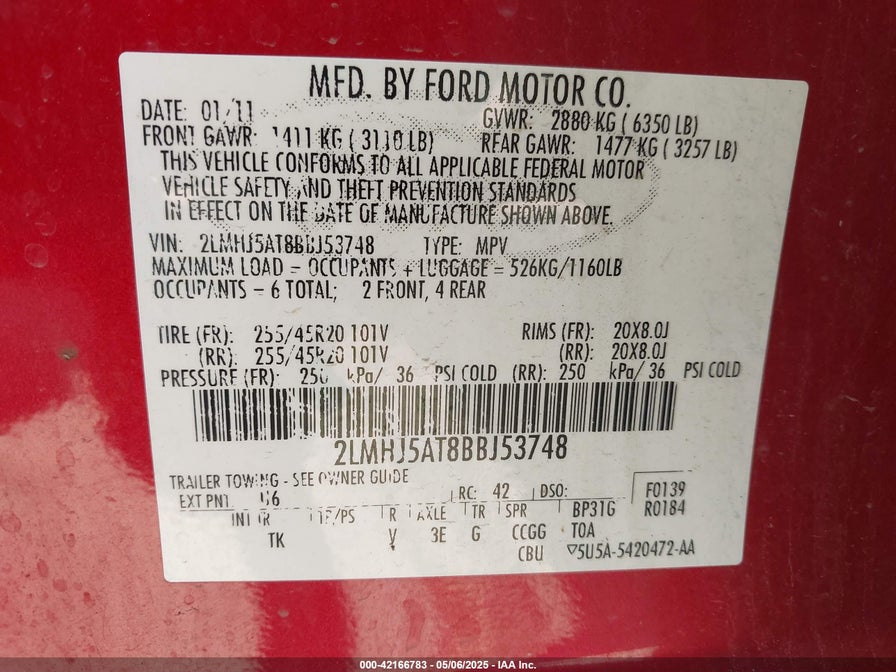 MFD. BY FORD MOTOR CO.
DATE: 01/11 GVWR: 2880 KG ( 6350 LB)
FRONT GAWR: 1411 KG ( 3110 LB) REAR GAWR: 1477 KG ( 3257 LB)
THIS VEHICLE CONFORMS TO ALL APPLICABLE FEDERAL MOTOR
VEHICLE SAFETY AND THEFT PREVENTION STANDARDS
IN EFFECT ON THE DATE OF MANUFACTURE SHOWN ABOVE.
VIN: 2LMHJ5AT8BBJ53748 TYPE: MPV
MAXIMUM LOAD = OCCUPANTS + LUGGAGE = 526KG/1160LB
OCCUPANTS - 6 TOTAL; 2 FRONT, 4 REAR
TIRE (FR): 255/45R20 101V RIMS (FR): 20X8.0J
(RR): 255/45R20 101V (RR): 20X8.0J
PRESSURE (FR): 250 kPa/ 36 PSI COLD (RR): 250 kPa/ 36 PSI COLD
2LMHJ5AT8BBJ53748
TRAILER TOWING - SEE OWNER GUIDE
EXT PNT RC: 42 DSO: F0139
INT TR TP/PS R AXLE TR SPR BP31G R0184
TK V 3E G CCGG TOA
CBU 5U5A-5420472-AA
000-42166783 - 05/06/2025 - IAA Inc.